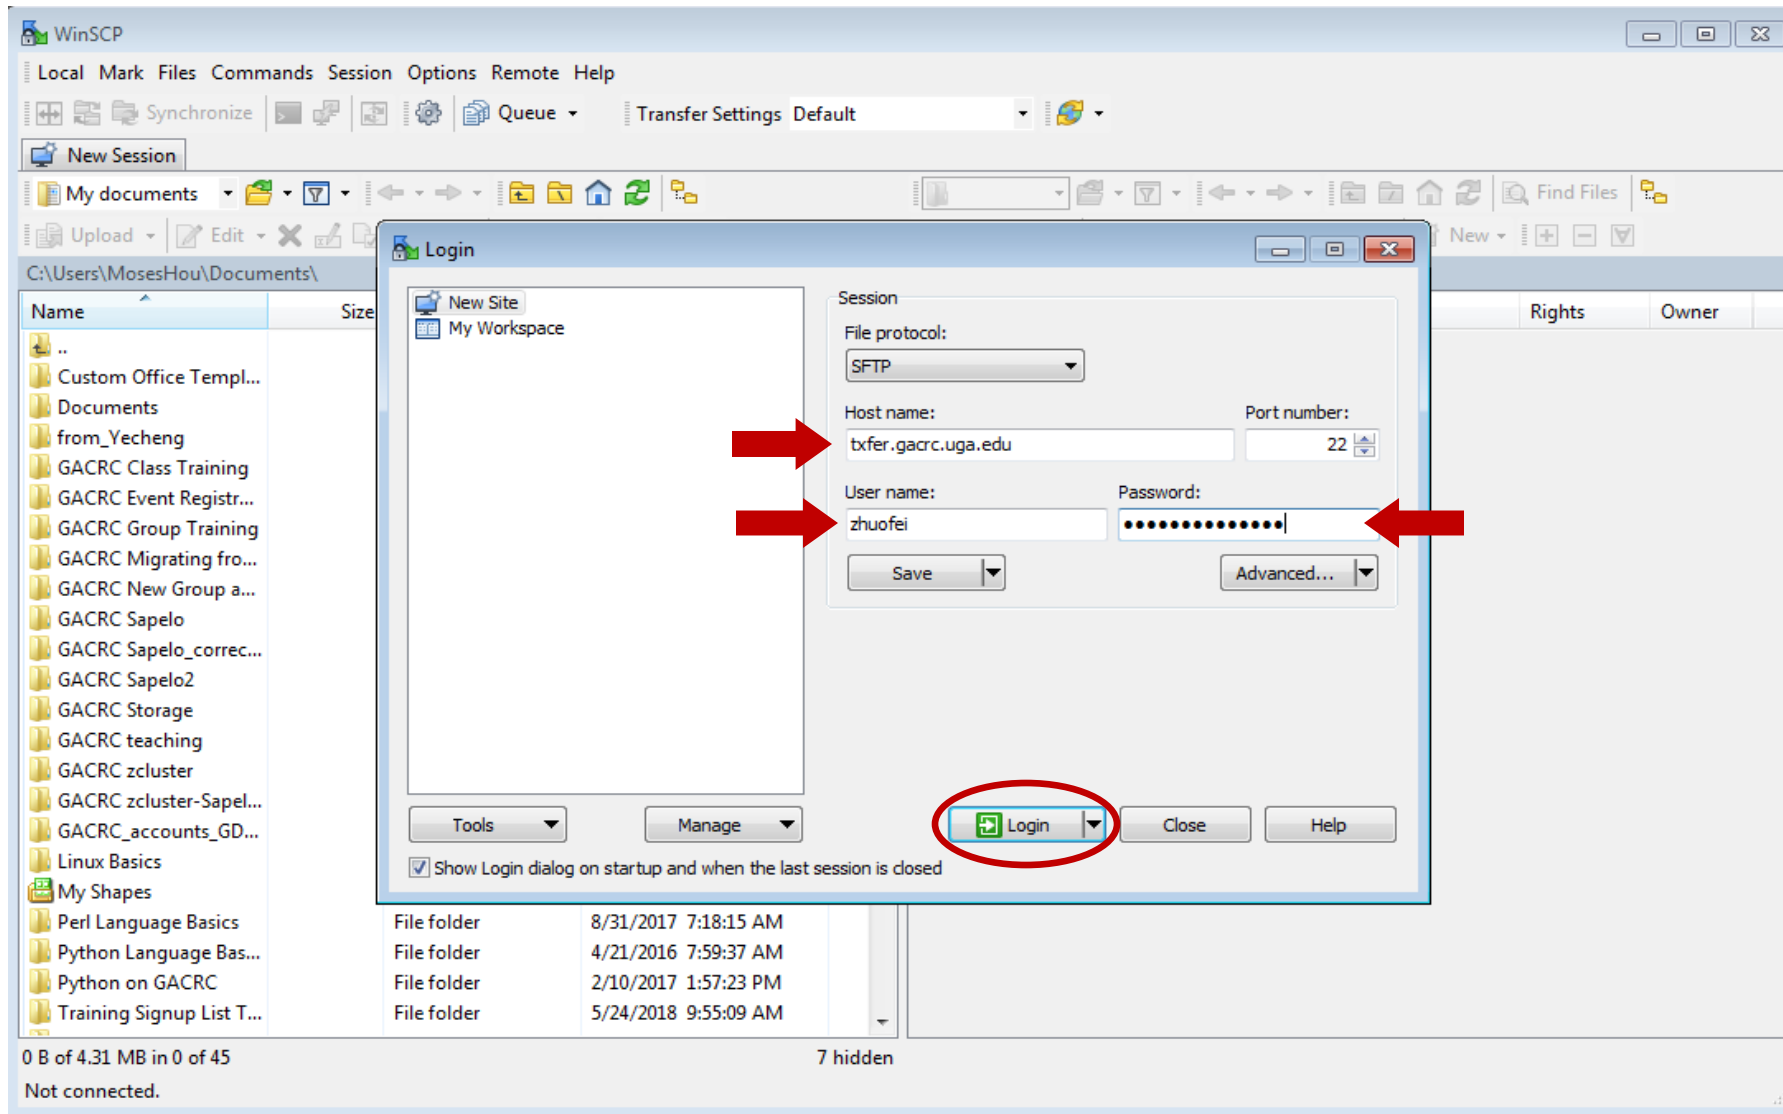 WinSCP
Local Mark Files Commands Session Options Remote Help
Synchronize Queue Transfer Settings Default
New Session
My documents Find Files
Upload Edit New
C:\Users\MosesHou\Documents\
Name Size Rights Owner
..
Custom Office Templ...
Documents
from_Yecheng
GACRC Class Training
GACRC Event Registr...
GACRC Group Training
GACRC Migrating fro...
GACRC New Group a...
GACRC Sapelo
GACRC Sapelo_correc...
GACRC Sapelo2
GACRC Storage
GACRC teaching
GACRC zcluster
GACRC zcluster-Sapel...
GACRC_accounts_GD...
Linux Basics
My Shapes
Perl Language Basics File folder 8/31/2017 7:18:15 AM
Python Language Bas... File folder 4/21/2016 7:59:37 AM
Python on GACRC File folder 2/10/2017 1:57:23 PM
Training Signup List T... File folder 5/24/2018 9:55:09 AM
Login
New Site
My Workspace
Session
File protocol:
SFTP
Host name: Port number:
txfer.gacrc.uga.edu 22
User name: Password:
zhuofei ●●●●●●●●●●●●●●
Save Advanced...
Tools Manage Login Close Help
Show Login dialog on startup and when the last session is closed
0 B of 4.31 MB in 0 of 45 7 hidden
Not connected.